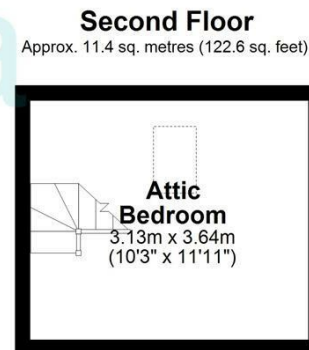 Second Floor
Approx. 11.4 sq. metres (122.6 sq. feet)
Attic
Bedroom
3.13m x 3.64m
(10'3" x 11'11")